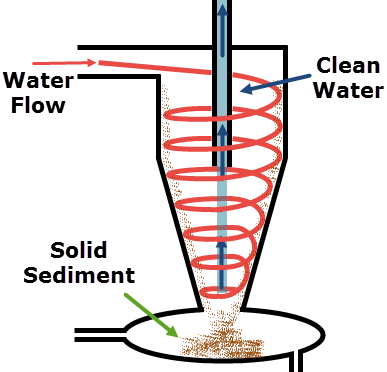 Water
Flow
Clean
Water
Solid
Sediment